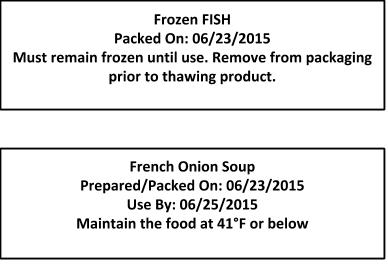 Frozen FISH
Packed On: 06/23/2015
Must remain frozen until use. Remove from packaging
prior to thawing product.
French Onion Soup
Prepared/Packed On: 06/23/2015
Use By: 06/25/2015
Maintain the food at 41°F or below